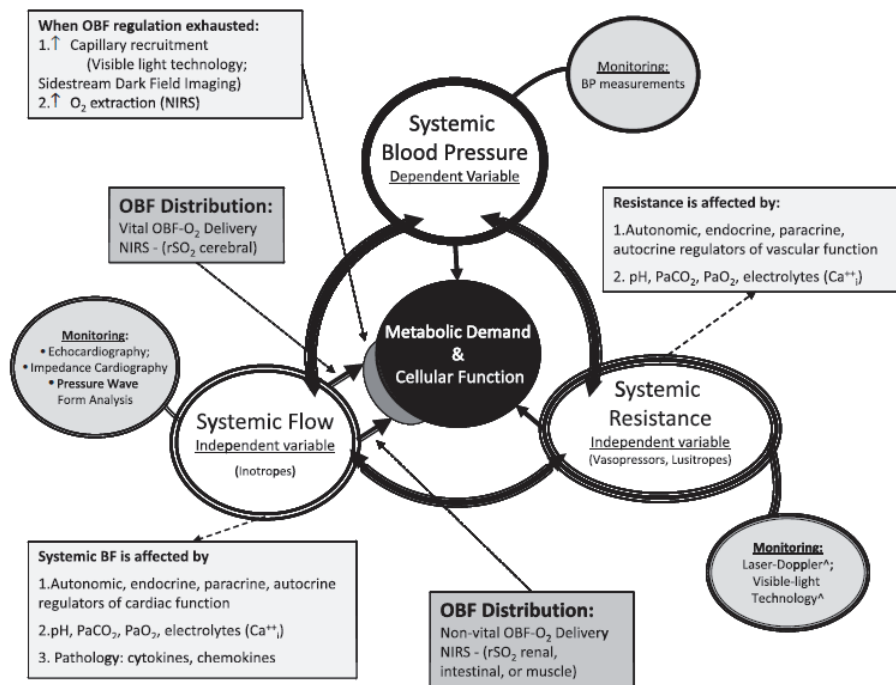 When OBF regulation exhausted:
1.↑ Capillary recruitment
(Visible light technology;
Sidestream Dark Field Imaging)
2.↑ O₂ extraction (NIRS)
Monitoring:
BP measurements
Systemic
Blood Pressure
Dependent Variable
OBF Distribution:
Vital OBF-O₂ Delivery
NIRS - (rSO₂ cerebral)
Resistance is affected by:
1.Autonomic, endocrine, paracrine,
autocrine regulators of vascular function
2. pH, PaCO₂, PaO₂, electrolytes (Ca⁺⁺ᵢ)
Metabolic Demand
&
Cellular Function
Monitoring:
• Echocardiography;
• Impedance Cardiography
• Pressure Wave
Form Analysis
Systemic Flow
Independent variable
(Inotropes)
Systemic
Resistance
Independent variable
(Vasopressors, Lusitropes)
Monitoring:
Laser-Doppler^;
Visible-light
Technology^
Systemic BF is affected by
1.Autonomic, endocrine, paracrine, autocrine
regulators of cardiac function
2.pH, PaCO₂, PaO₂, electrolytes (Ca⁺⁺ᵢ)
3. Pathology: cytokines, chemokines
OBF Distribution:
Non-vital OBF-O₂ Delivery
NIRS - (rSO₂ renal,
intestinal, or muscle)